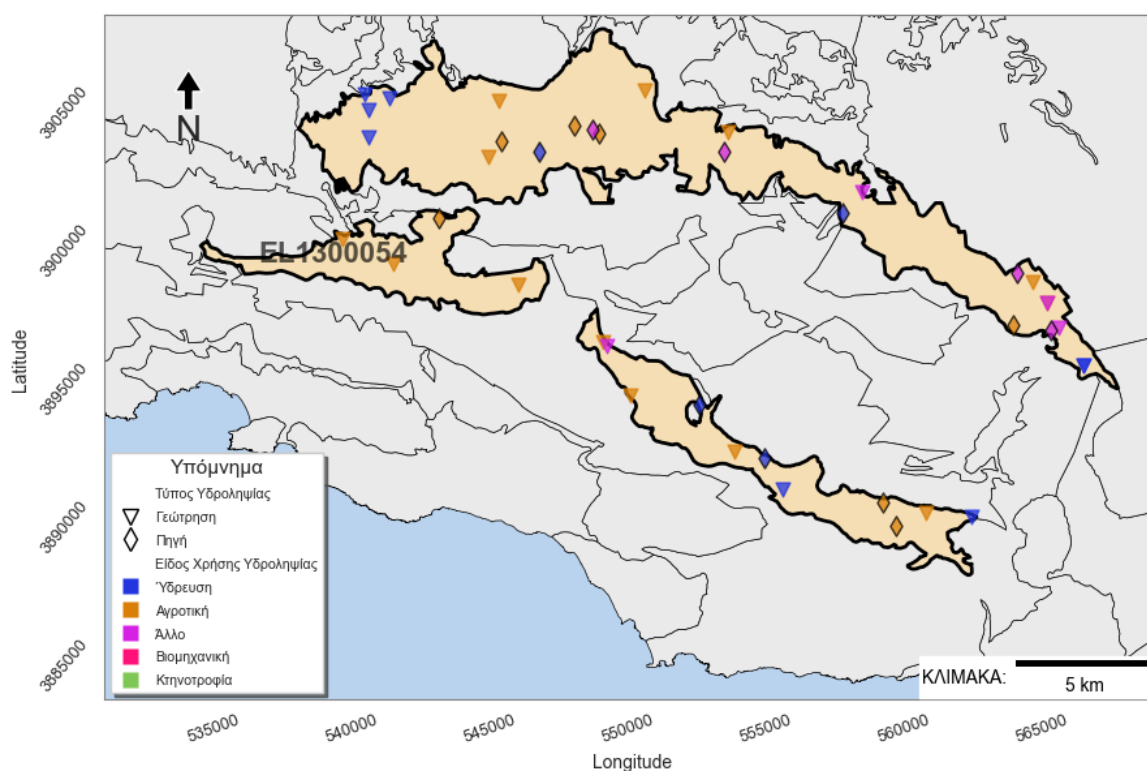 N
EL1300054
3905000
3900000
3895000
3890000
3885000
Latitude
Υπόμνημα
Τύπος Υδροληψίας
Γεώτρηση
Πηγή
Είδος Χρήσης Υδροληψίας
Ύδρευση
Αγροτική
Άλλο
Βιομηχανική
Κτηνοτροφία
ΚΛΙΜΑΚΑ:
5 km
535000
540000
545000
550000
555000
560000
565000
Longitude